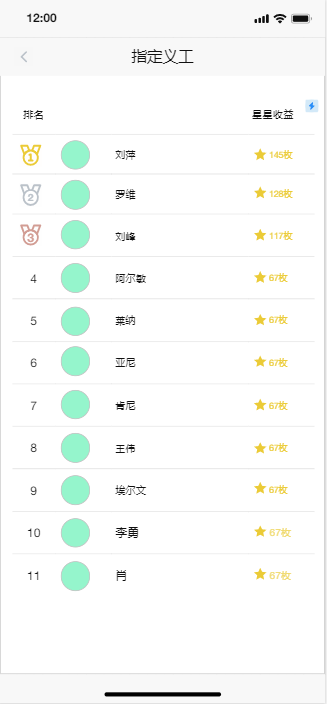 12:00
指定义工
排名 星星收益
1 刘萍 145枚
2 罗维 128枚
3 刘峰 117枚
4 阿尔敏 67枚
5 莱纳 67枚
6 亚尼 67枚
7 肯尼 67枚
8 王伟 67枚
9 埃尔文 67枚
10 李勇 67枚
11 肖 67枚